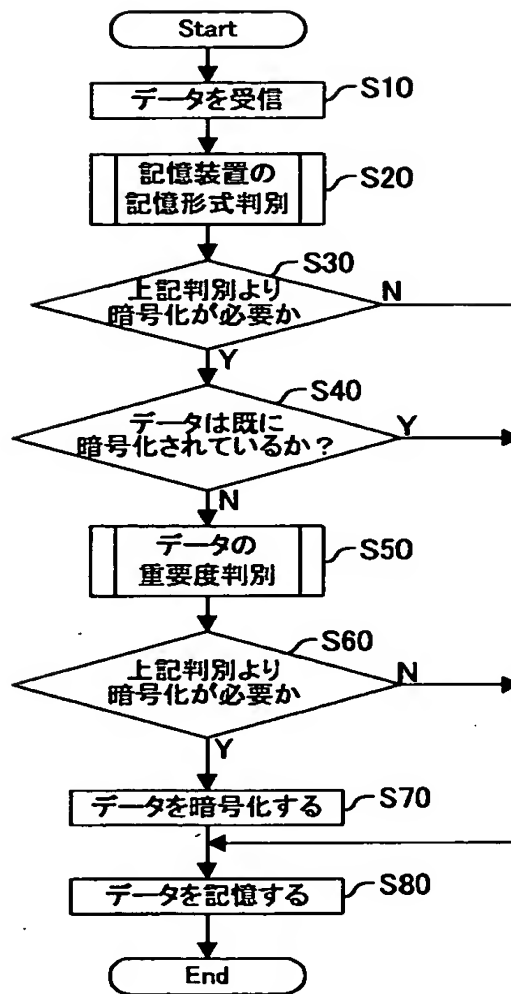 Start
データを受信
S10
記憶装置の
記憶形式判別
S20
S30
上記判別より
暗号化が必要か
N
Y
S40
データは既に
暗号化されているか?
Y
N
データの
重要度判別
S50
S60
上記判別より
暗号化が必要か
N
Y
データを暗号化する
S70
データを記憶する
S80
End